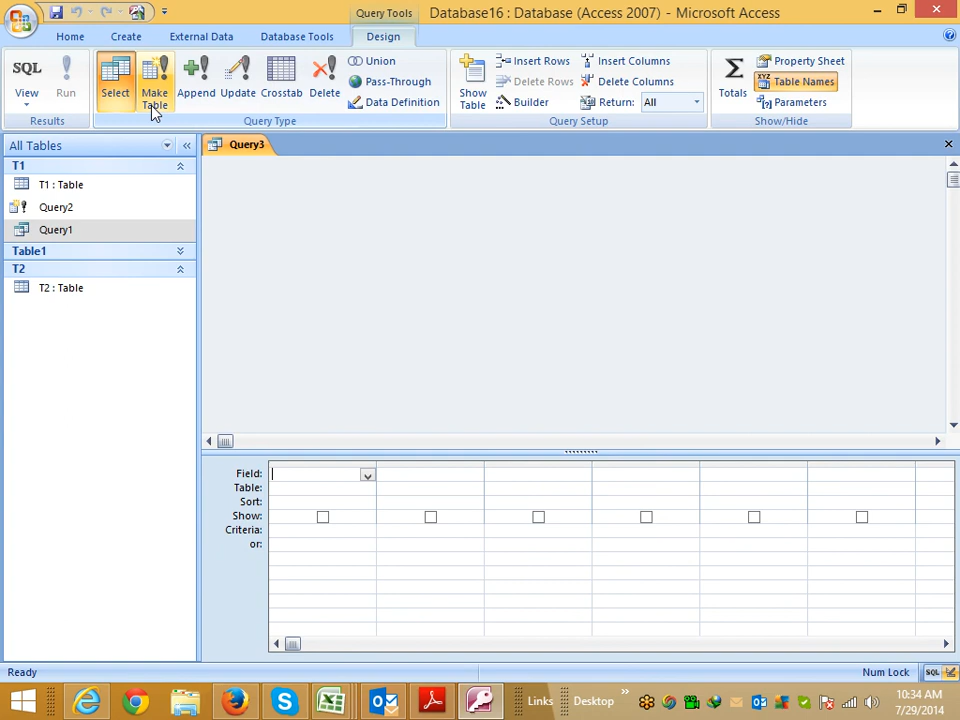 Query Tools
Database16 : Database (Access 2007) - Microsoft Access
Home
Create
External Data
Database Tools
Design
SQL
View
Run
Results
Select
Make
Table
Append
Update
Crosstab
Delete
Union
Pass-Through
Data Definition
Query Type
Show
Table
Insert Rows
Delete Rows
Builder
Insert Columns
Delete Columns
Return: All
Query Setup
Totals
Property Sheet
XYZ Table Names
Parameters
Show/Hide
All Tables
T1
T1 : Table
Query2
Query1
Table1
T2
T2 : Table
Query3
Field:
Table:
Sort:
Show:
Criteria:
or:
Ready
Num Lock
SQL
Links
Desktop
10:34 AM
7/29/2014